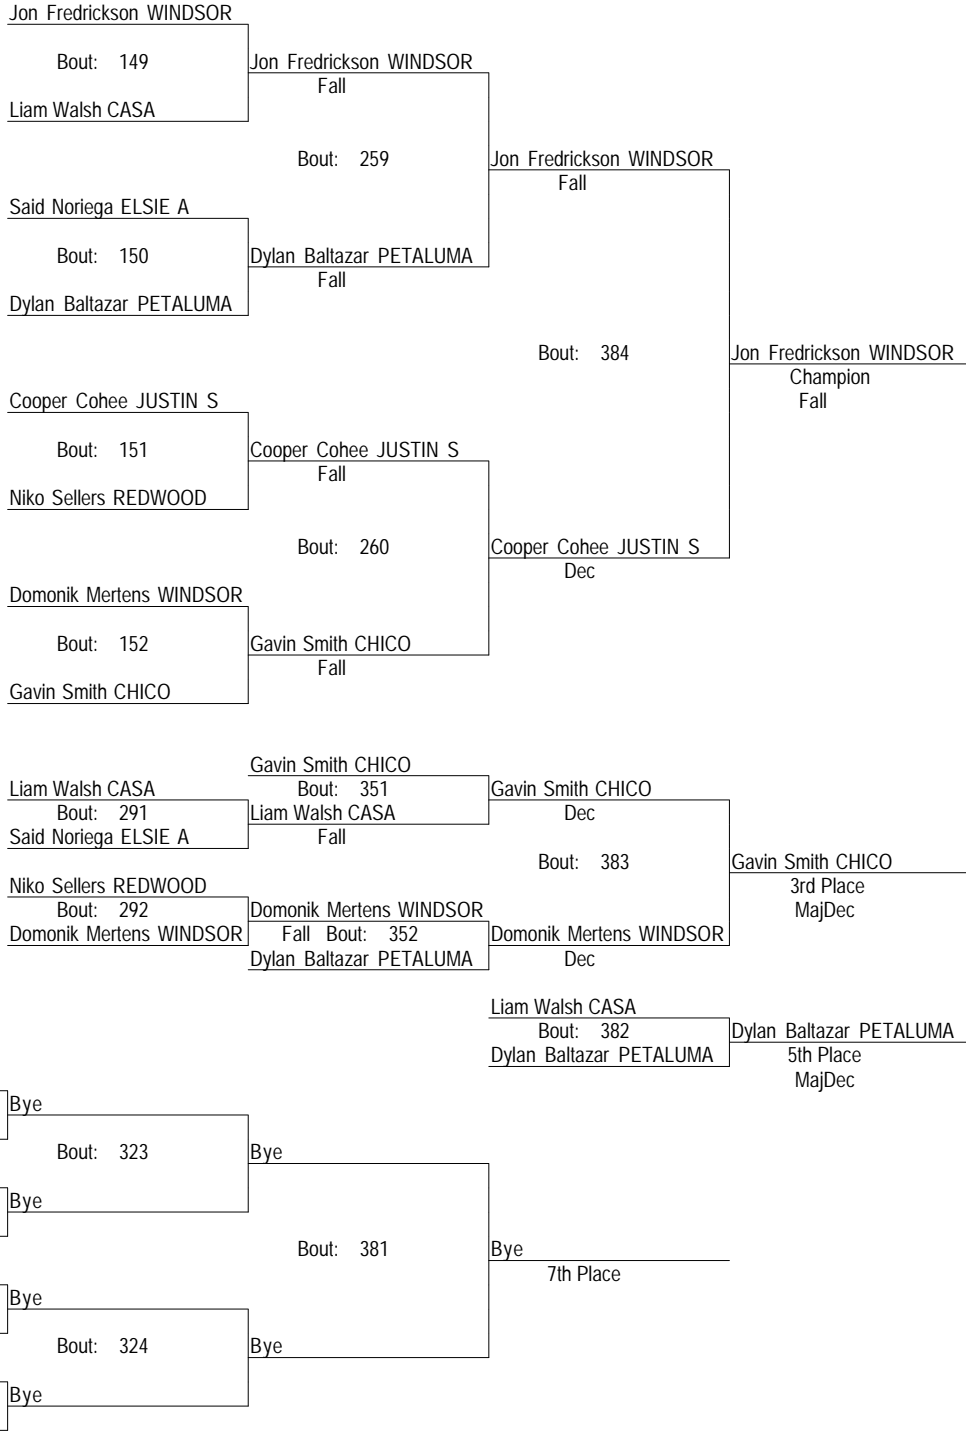 Jon Fredrickson WINDSOR
Bout: 149
Jon Fredrickson WINDSOR
Fall
Liam Walsh CASA
Bout: 259
Jon Fredrickson WINDSOR
Fall
Said Noriega ELSIE A
Bout: 150
Dylan Baltazar PETALUMA
Fall
Dylan Baltazar PETALUMA
Bout: 384
Jon Fredrickson WINDSOR
Champion
Fall
Cooper Cohee JUSTIN S
Bout: 151
Cooper Cohee JUSTIN S
Fall
Niko Sellers REDWOOD
Bout: 260
Cooper Cohee JUSTIN S
Dec
Domonik Mertens WINDSOR
Bout: 152
Gavin Smith CHICO
Fall
Gavin Smith CHICO
Gavin Smith CHICO
Liam Walsh CASA
Bout: 351
Gavin Smith CHICO
Bout: 291
Liam Walsh CASA
Dec
Said Noriega ELSIE A
Fall
Bout: 383
Gavin Smith CHICO
3rd Place
MajDec
Niko Sellers REDWOOD
Bout: 292
Domonik Mertens WINDSOR
Domonik Mertens WINDSOR
Fall Bout: 352
Domonik Mertens WINDSOR
Dylan Baltazar PETALUMA
Dec
Liam Walsh CASA
Bout: 382
Dylan Baltazar PETALUMA
Dylan Baltazar PETALUMA
5th Place
MajDec
Bye
Bout: 323
Bye
Bye
Bout: 381
Bye
7th Place
Bye
Bout: 324
Bye
Bye